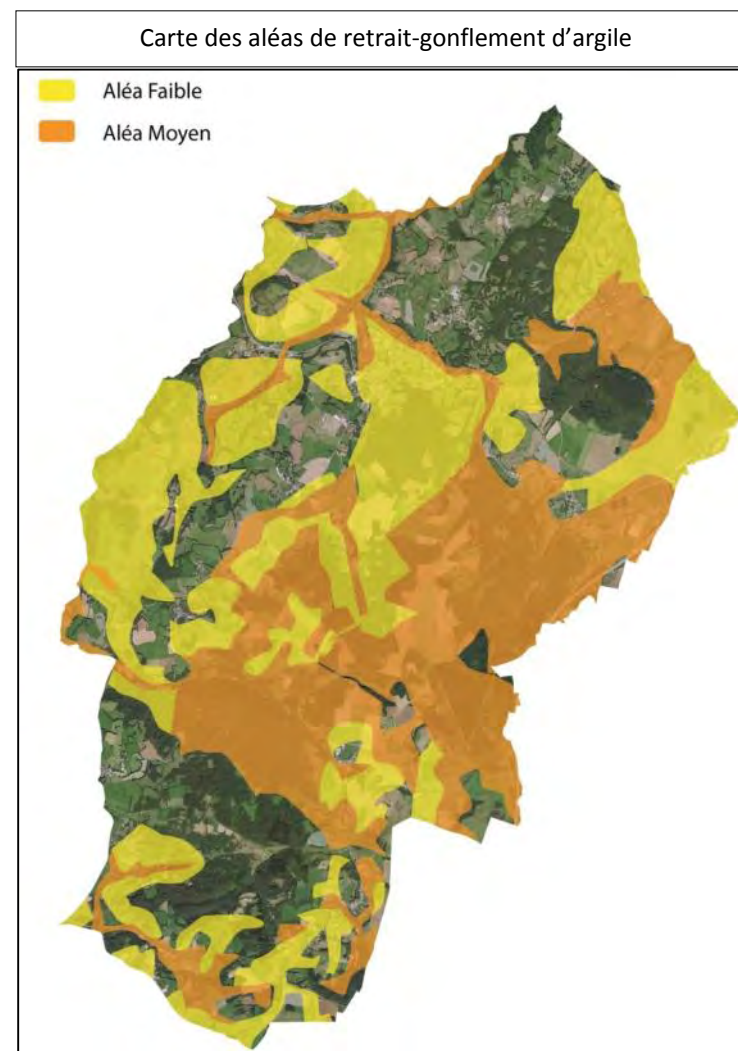 Carte des aléas de retrait-gonflement d’argile
Aléa Faible
Aléa Moyen